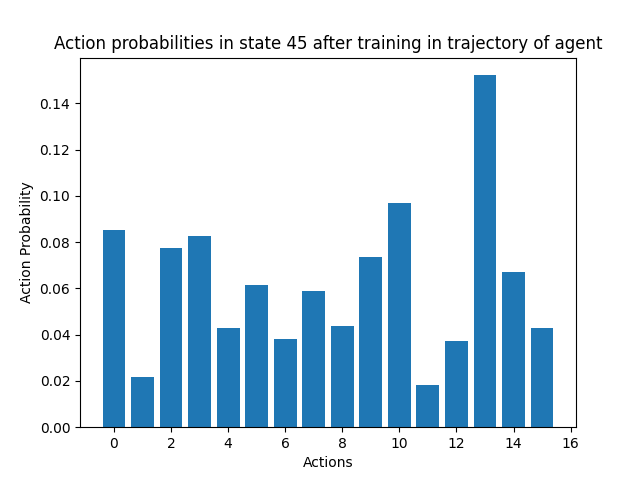 Action probabilities in state 45 after training in trajectory of agent
0.14
0.12
0.10
0.08
0.06
0.04
0.02
0.00
Action Probability
0 2 4 6 8 10 12 14 16
Actions